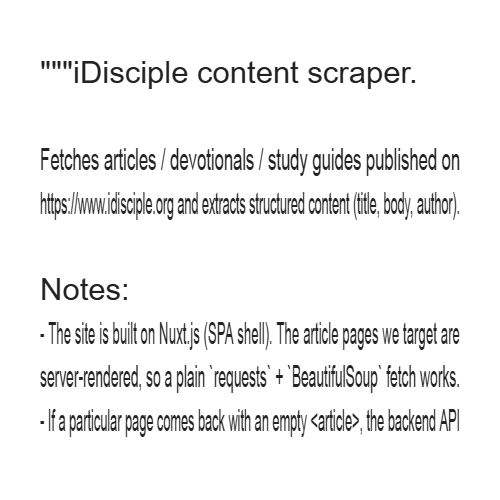 """iDisciple content scraper.
Fetches articles / devotionals / study guides published on
https://www.idisciple.org and extracts structured content (title, body, author).
Notes:
- The site is built on Nuxt.js (SPA shell). The article pages we target are
server-rendered, so a plain `requests` + `BeautifulSoup` fetch works.
- If a particular page comes back with an empty <article>, the backend API